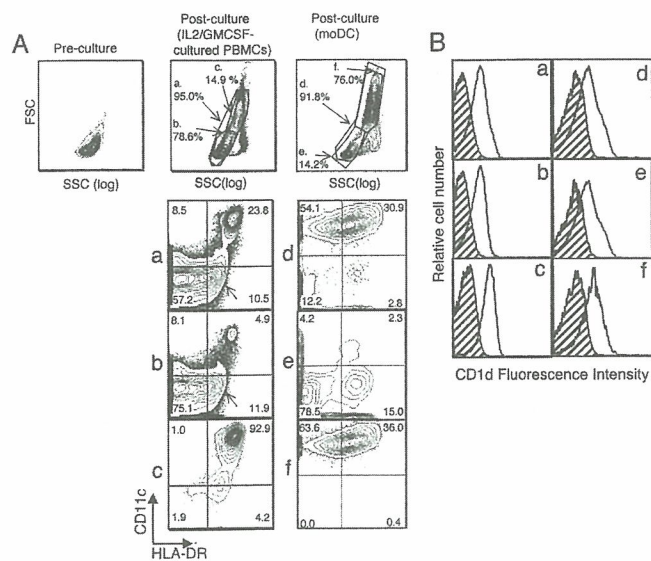 A
B
Pre-culture
Post-culture
(IL2/GMCSF-
cultured PBMCs)
Post-culture
(moDC)
FSC
a.
95.0%
b.
78.6%
c.
14.9 %
d.
91.8%
e.
14.2%
f.
76.0%
SSC (log)
SSC(log)
SSC(log)
a
8.5
23.8
57.2
10.5
b
8.1
4.9
75.1
11.9
c
1.0
92.9
1.9
4.2
d
54.1
30.9
12.2
2.8
e
4.2
2.3
78.5
15.0
f
63.6
36.0
0.0
0.4
CD11c
HLA-DR
Relative cell number
a
d
b
e
c
f
CD1d Fluorescence Intensity